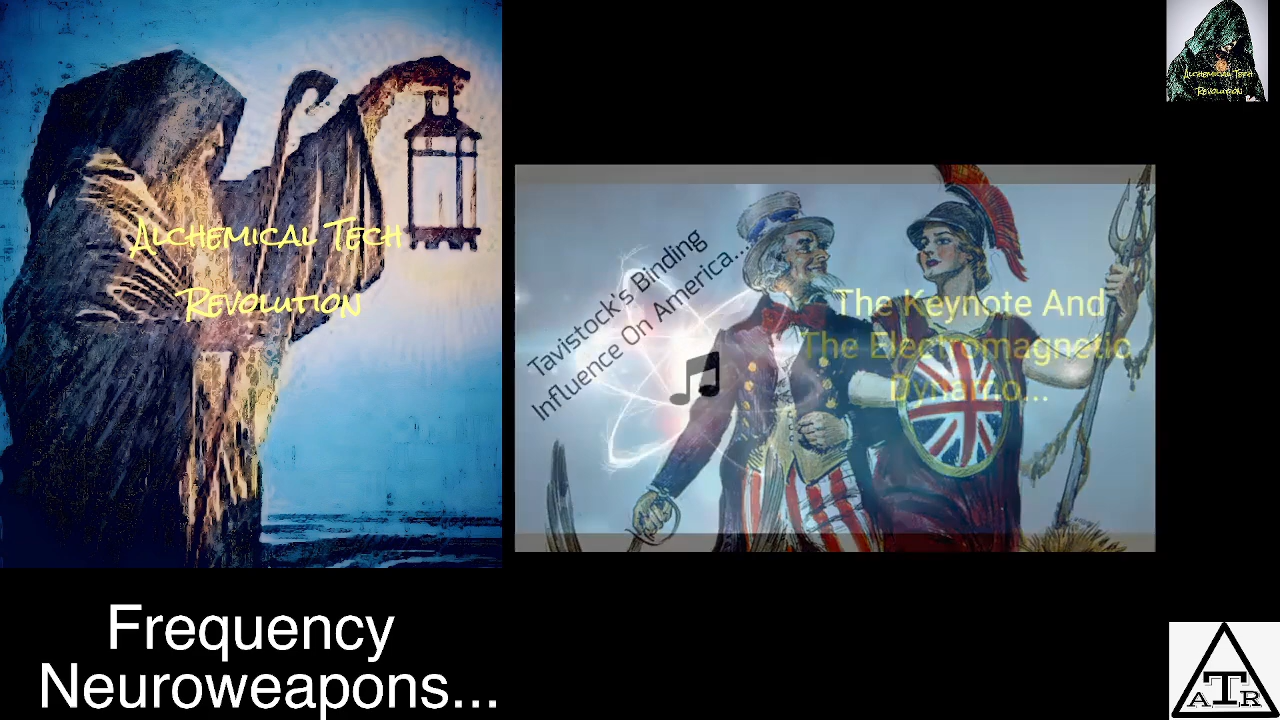 Alchemical Tech
Revolution
Alchemical Tech
Revolution
Tavistock's Binding
Influence On America...
The Keynote And
The Electromagnetic
Dynamo...
Frequency
Neuroweapons...
ATR